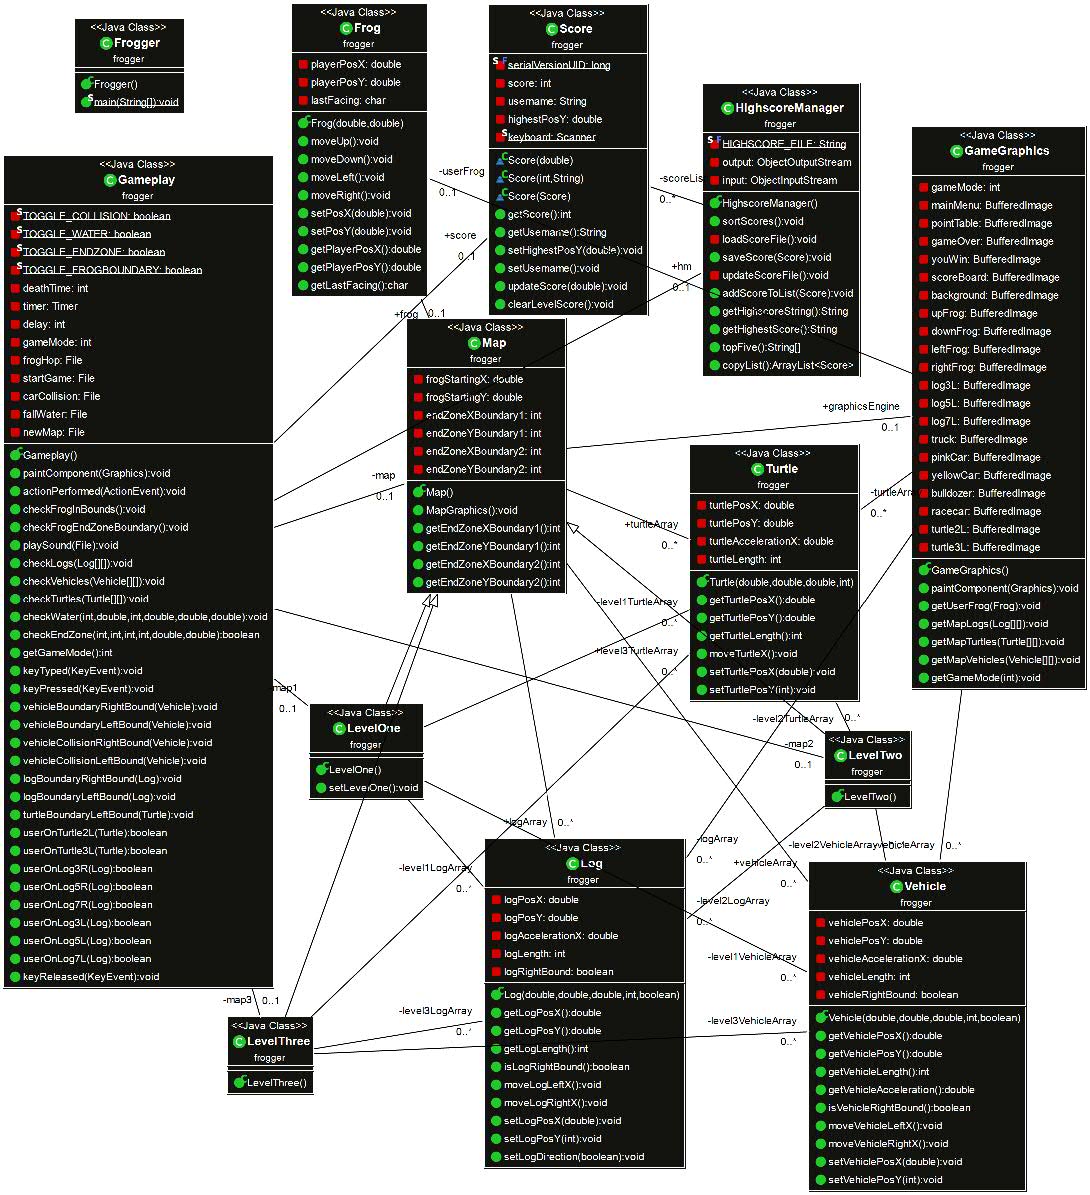 <<Java Class>>
Frogger
frogger
Frogger()
main(String[]):void
<<Java Class>>
Frog
frogger
playerPosX: double
playerPosY: double
lastFacing: char
Frog(double,double)
moveUp():void
moveDown():void
moveLeft():void
moveRight():void
setPosX(double):void
setPosY(double):void
getPlayerPosX():double
getPlayerPosY():double
getLastFacing():char
<<Java Class>>
Score
frogger
serialVersionUID: long
score: int
username: String
highestPosY: double
keyboard: Scanner
Score(double)
Score(int,String)
Score(Score)
getScore():int
getUsername():String
setHighestPosY(double):void
setUsername():void
updateScore(double):void
clearLevelScore():void
<<Java Class>>
HighscoreManager
frogger
HIGHSCORE_FILE: String
output: ObjectOutputStream
input: ObjectInputStream
HighscoreManager()
sortScores():void
loadScoreFile():void
saveScore(Score):void
updateScoreFile():void
addScoreToList(Score):void
getHighscoreString():String
getHighestScore():String
topFive():String[]
copyList():ArrayList<Score>
<<Java Class>>
GameGraphics
frogger
gameMode: int
mainMenu: BufferedImage
pointTable: BufferedImage
gameOver: BufferedImage
youWin: BufferedImage
scoreBoard: BufferedImage
background: BufferedImage
upFrog: BufferedImage
downFrog: BufferedImage
leftFrog: BufferedImage
rightFrog: BufferedImage
log3L: BufferedImage
log5L: BufferedImage
log7L: BufferedImage
truck: BufferedImage
pinkCar: BufferedImage
yellowCar: BufferedImage
bulldozer: BufferedImage
racecar: BufferedImage
turtle2L: BufferedImage
turtle3L: BufferedImage
GameGraphics()
paintComponent(Graphics):void
getUserFrog(Frog):void
getMapLogs(Log[][]):void
getMapTurtles(Turtle[][]):void
getMapVehicles(Vehicle[][]):void
getGameMode(int):void
<<Java Class>>
Gameplay
frogger
TOGGLE_COLLISION: boolean
TOGGLE_WATER: boolean
TOGGLE_ENDZONE: boolean
TOGGLE_FROGBOUNDARY: boolean
deathTime: int
timer: Timer
delay: int
gameMode: int
frogHop: File
startGame: File
carCollision: File
fallWater: File
newMap: File
Gameplay()
paintComponent(Graphics):void
actionPerformed(ActionEvent):void
checkFrogInBounds():void
checkFrogEndZoneBoundary():void
playSound(File):void
checkLogs(Log[][]):void
checkVehicles(Vehicle[][]):void
checkTurtles(Turtle[][]):void
checkWater(int,double,int,double,double,double):void
checkEndZone(int,int,int,int,double,double):boolean
getGameMode():int
keyTyped(KeyEvent):void
keyPressed(KeyEvent):void
vehicleBoundaryRightBound(Vehicle):void
vehicleBoundaryLeftBound(Vehicle):void
vehicleCollisionRightBound(Vehicle):void
vehicleCollisionLeftBound(Vehicle):void
logBoundaryRightBound(Log):void
logBoundaryLeftBound(Log):void
turtleBoundaryLeftBound(Turtle):void
userOnTurtle2L(Turtle):boolean
userOnTurtle3L(Turtle):boolean
userOnLog3R(Log):boolean
userOnLog5R(Log):boolean
userOnLog7R(Log):boolean
userOnLog3L(Log):boolean
userOnLog5L(Log):boolean
userOnLog7L(Log):boolean
keyReleased(KeyEvent):void
-userFrog
0..1
+score
0..1
-scoreLis
0..*
+hm
0..1
+frog
0..1
<<Java Class>>
Map
frogger
frogStartingX: double
frogStartingY: double
endZoneXBoundary1: int
endZoneYBoundary1: int
endZoneXBoundary2: int
endZoneYBoundary2: int
Map()
MapGraphics():void
getEndZoneXBoundary1():int
getEndZoneYBoundary1():int
getEndZoneXBoundary2():int
getEndZoneYBoundary2():int
+graphicsEngine
0..1
-map
0..1
<<Java Class>>
Turtle
frogger
turtlePosX: double
turtlePosY: double
turtleAccelerationX: double
turtleLength: int
Turtle(double,double,double,int)
getTurtlePosX():double
getTurtlePosY():double
getTurtleLength():int
moveTurtleX():void
setTurtlePosX(double):void
setTurtlePosY(int):void
-turtleArr
0..*
+turtleArray
0..*
-level1TurtleArray
0..*
+level3TurtleArray
0..*
-level2TurtleArray
0..*
-map1
0..1
<<Java Class>>
LevelOne
frogger
LevelOne()
setLevelOne():void
-map2
0..1
<<Java Class>>
LevelTwo
frogger
LevelTwo()
+logArray
0..*
-level1LogArray
0..*
-logArray
0..*
-level2LogArray
0..*
+vehicleArray
0..*
-level2VehicleArray
vehicleArray
0..*
0..*
-level1VehicleArray
0..*
<<Java Class>>
Log
frogger
logPosX: double
logPosY: double
logAccelerationX: double
logLength: int
logRightBound: boolean
Log(double,double,double,int,boolean)
getLogPosX():double
getLogPosY():double
getLogLength():int
isLogRightBound():boolean
moveLogLeftX():void
moveLogRightX():void
setLogPosX(double):void
setLogPosY(int):void
setLogDirection(boolean):void
<<Java Class>>
Vehicle
frogger
vehiclePosX: double
vehiclePosY: double
vehicleAccelerationX: double
vehicleLength: int
vehicleRightBound: boolean
Vehicle(double,double,double,int,boolean)
getVehiclePosX():double
getVehiclePosY():double
getVehicleLength():int
getVehicleAcceleration():double
isVehicleRightBound():boolean
moveVehicleLeftX():void
moveVehicleRightX():void
setVehiclePosX(double):void
setVehiclePosY(int):void
-map3
0..1
<<Java Class>>
LevelThree
frogger
LevelThree()
-level3LogArray
0..*
-level3VehicleArray
0..*